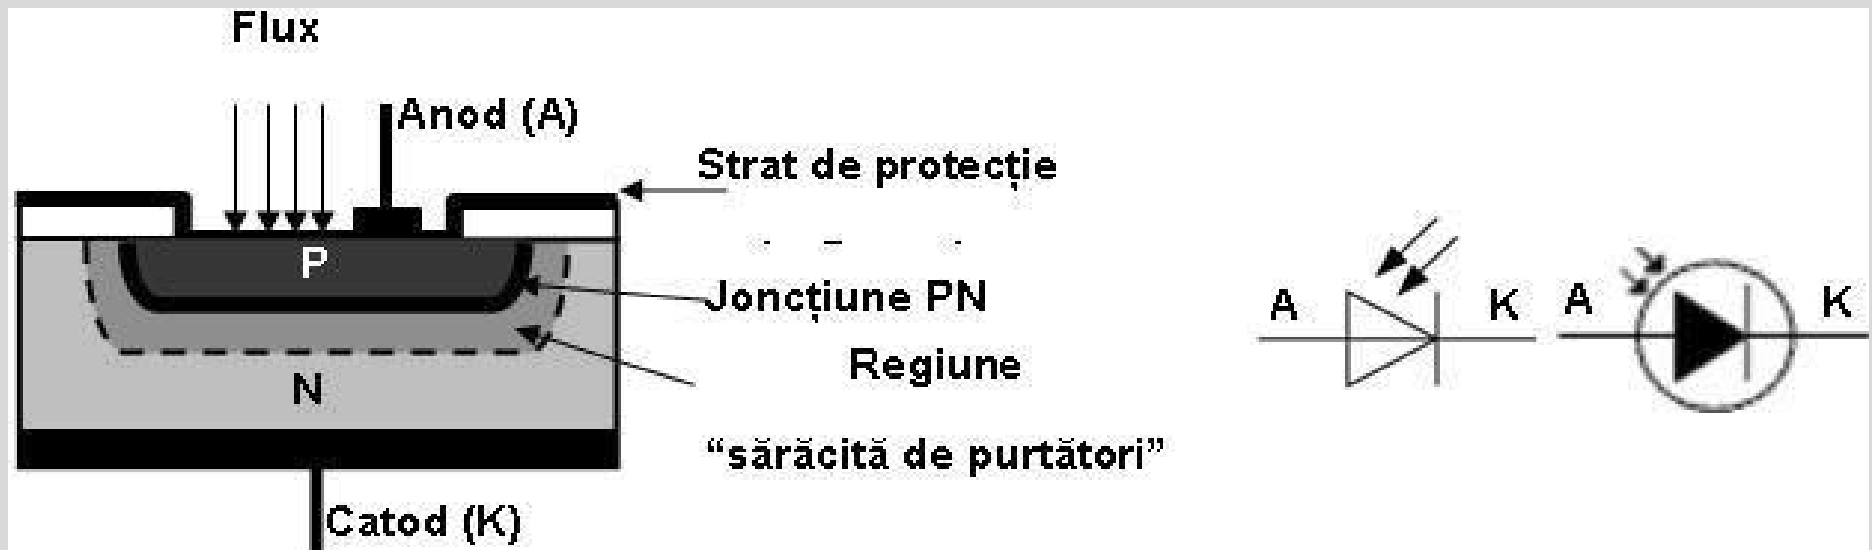 Flux
Anod (A)
Strat de protecție
Joncțiune PN
P
Regiune
N
“sărăcită de purtători”
Catod (K)
A
K
A
K